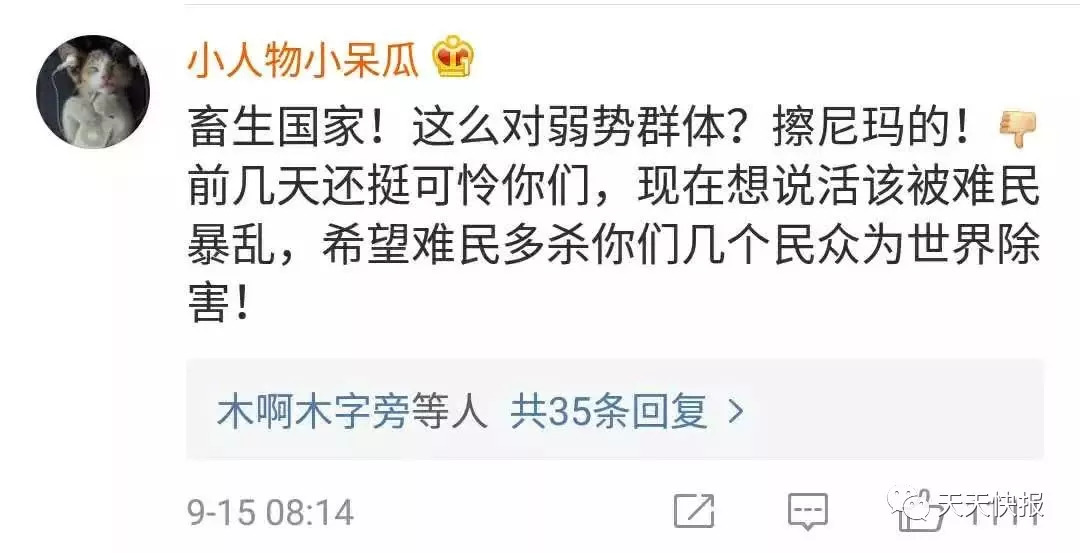 小人物小呆瓜
畜生国家！这么对弱势群体？擦尼玛的！
前几天还挺可怜你们，现在想说活该被难民
暴乱，希望难民多杀你们几个民众为世界除
害！
木啊木字旁等人 共35条回复 >
9-15 08:14
天天快报